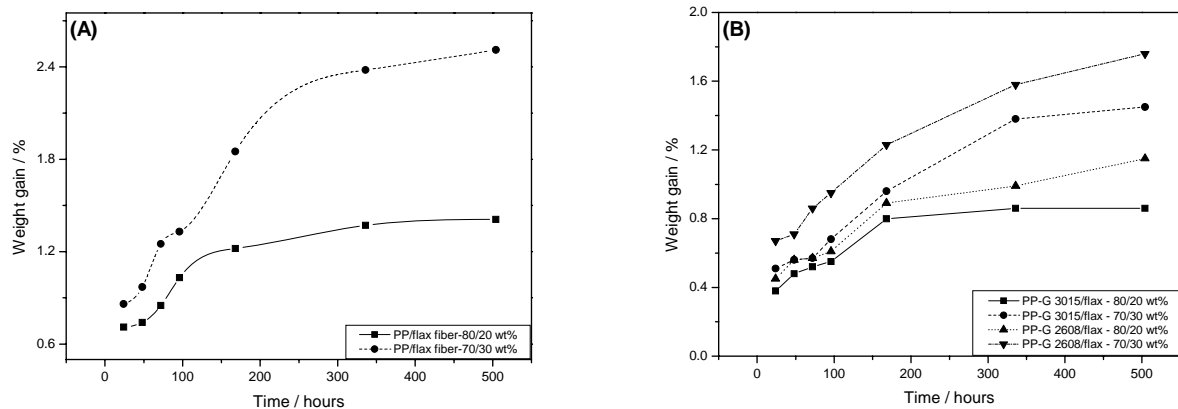 (A)
Weight gain / %
2.4
1.8
1.2
0.6
0
100
200
300
400
500
Time / hours
PP/flax fiber-80/20 wt%
PP/flax fiber-70/30 wt%
(B)
Weight gain / %
2.0
1.6
1.2
0.8
0.4
0.0
0
100
200
300
400
500
Time / hours
PP-G 3015/flax - 80/20 wt%
PP-G 3015/flax - 70/30 wt%
PP-G 2608/flax - 80/20 wt%
PP-G 2608/flax - 70/30 wt%